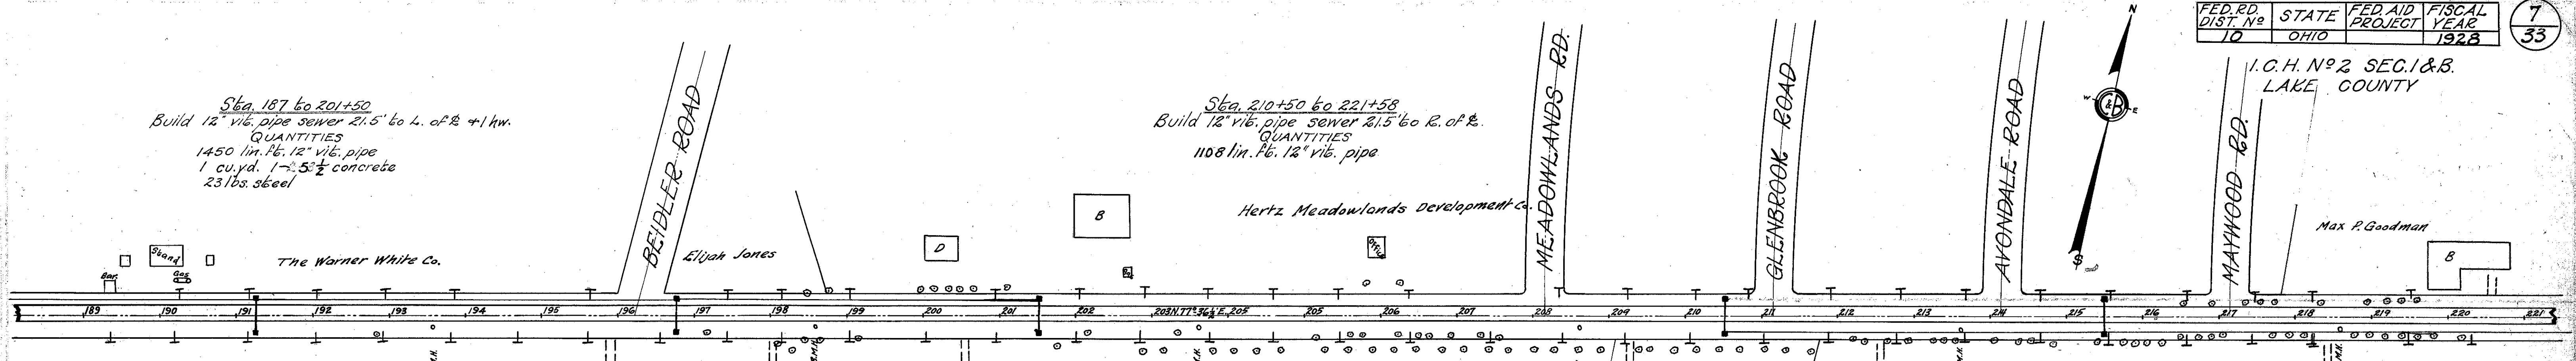 FED. RD. DIST. Nº STATE FED. AID PROJECT FISCAL YEAR
10 OHIO 1928
7
33
I.C.H. Nº 2 SEC. I & B.
LAKE COUNTY
N
W E
C&B
S
Sta. 187 to 201+50
Build 12" vit. pipe sewer 21.5' to L. of ℄ + 1 hw.
QUANTITIES
1450 lin. ft. 12" vit. pipe
1 cu.yd. concrete
23 lbs. steel
Sta. 210+50 to 221+58
Build 12" vit. pipe sewer 21.5' to R. of ℄.
QUANTITIES
1108 lin. ft. 12" vit. pipe
BEIDLER ROAD
MEADOWLANDS RD.
GLENBROOK ROAD
AVONDALE ROAD
MAYWOOD RD.
Bar.
Stand
Gas
The Warner White Co.
Elijah Jones
D
B
Hertz Meadowlands Development Co.
Office
Max P. Goodman
B
189 190 191 192 193 194 195 196 197 198 199 200 201 202 203 N.77°36½'E. 205 205 206 207 208 209 210 211 212 213 214 215 216 217 218 219 220 221
M.H.
M.H.
M.H.
M.H.